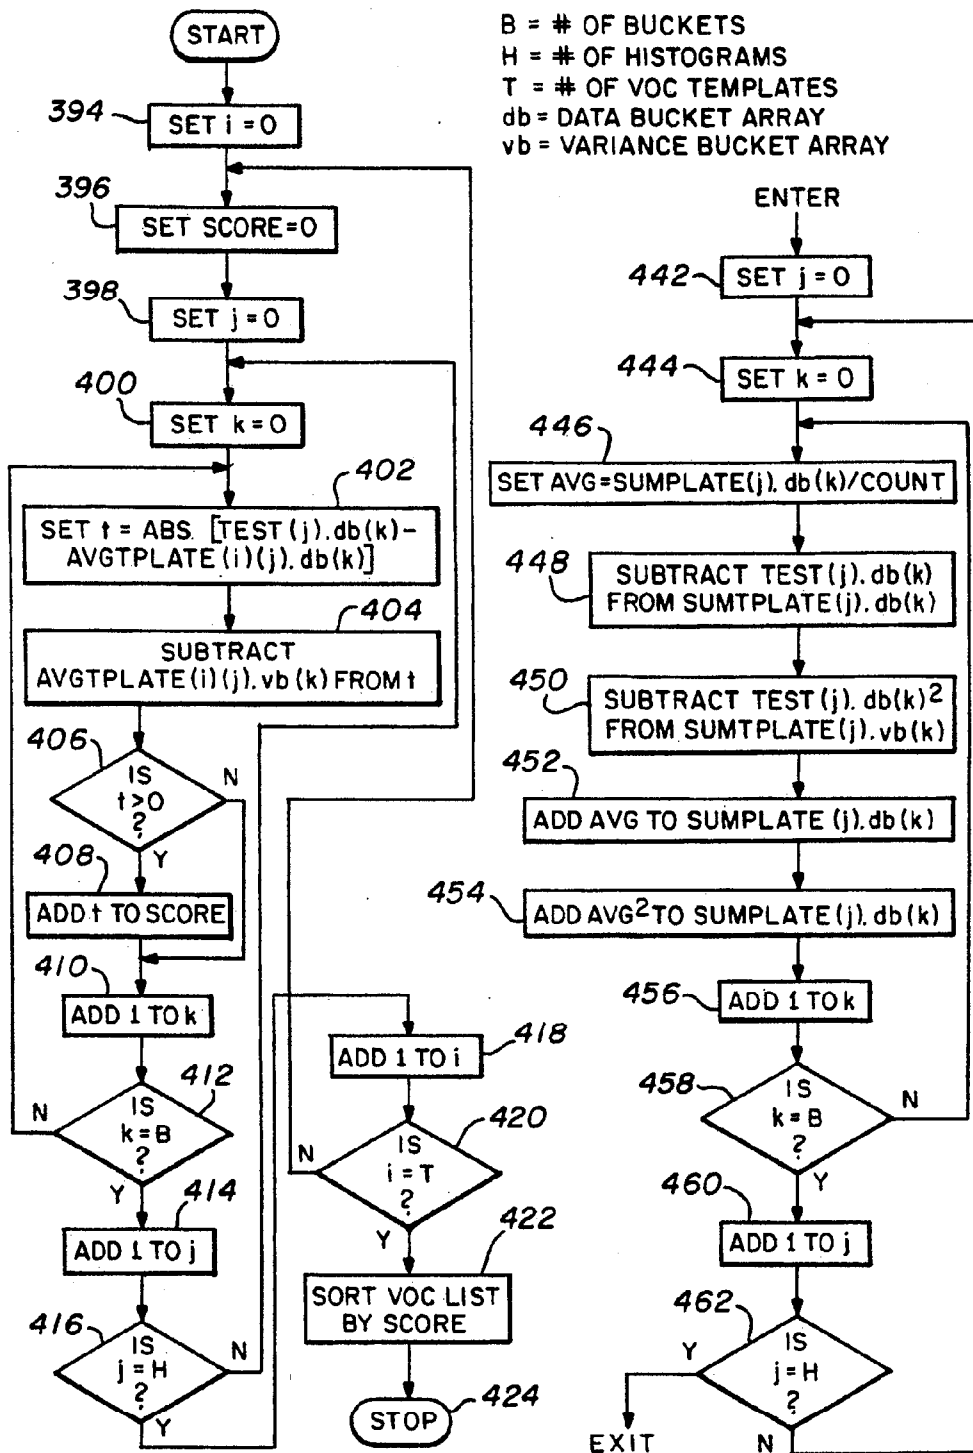 START
B = # OF BUCKETS
H = # OF HISTOGRAMS
T = # OF VOC TEMPLATES
db = DATA BUCKET ARRAY
vb = VARIANCE BUCKET ARRAY
394
SET i = 0
396
SET SCORE=0
398
SET j = 0
400
SET k = 0
402
SET t = ABS. [TEST(j).db(k)-
AVGTPLATE(i)(j).db(k)]
404
SUBTRACT
AVGTPLATE(i)(j).vb(k) FROM t
406
IS
t>0
?
N
Y
408
ADD t TO SCORE
410
ADD 1 TO k
412
IS
k = B
?
N
Y
414
ADD 1 TO j
416
IS
j = H
?
N
Y
418
ADD 1 TO i
420
IS
i = T
?
N
Y
422
SORT VOC LIST
BY SCORE
STOP
424
ENTER
442
SET j = 0
444
SET k = 0
446
SET AVG=SUMPLATE(j). db(k)/COUNT
448
SUBTRACT TEST(j).db(k)
FROM SUMTPLATE(j).db(k)
450
SUBTRACT TEST(j). db(k)2
FROM SUMTPLATE(j).vb(k)
452
ADD AVG TO SUMPLATE (j).db(k)
454
ADD AVG2 TO SUMPLATE (j).db(k)
456
ADD 1 TO k
458
IS
k = B
?
N
Y
460
ADD 1 TO j
462
IS
j = H
?
Y
N
EXIT